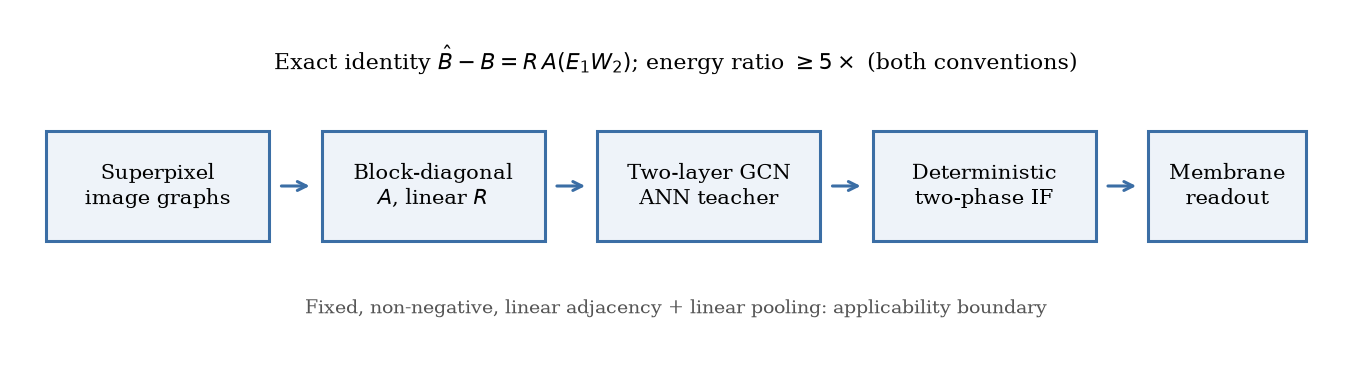 Exact identity B̂ − B = R A(E₁W₂); energy ratio ≥ 5 × (both conventions)
Superpixel
image graphs
Block-diagonal
A, linear R
Two-layer GCN
ANN teacher
Deterministic
two-phase IF
Membrane
readout
Fixed, non-negative, linear adjacency + linear pooling: applicability boundary